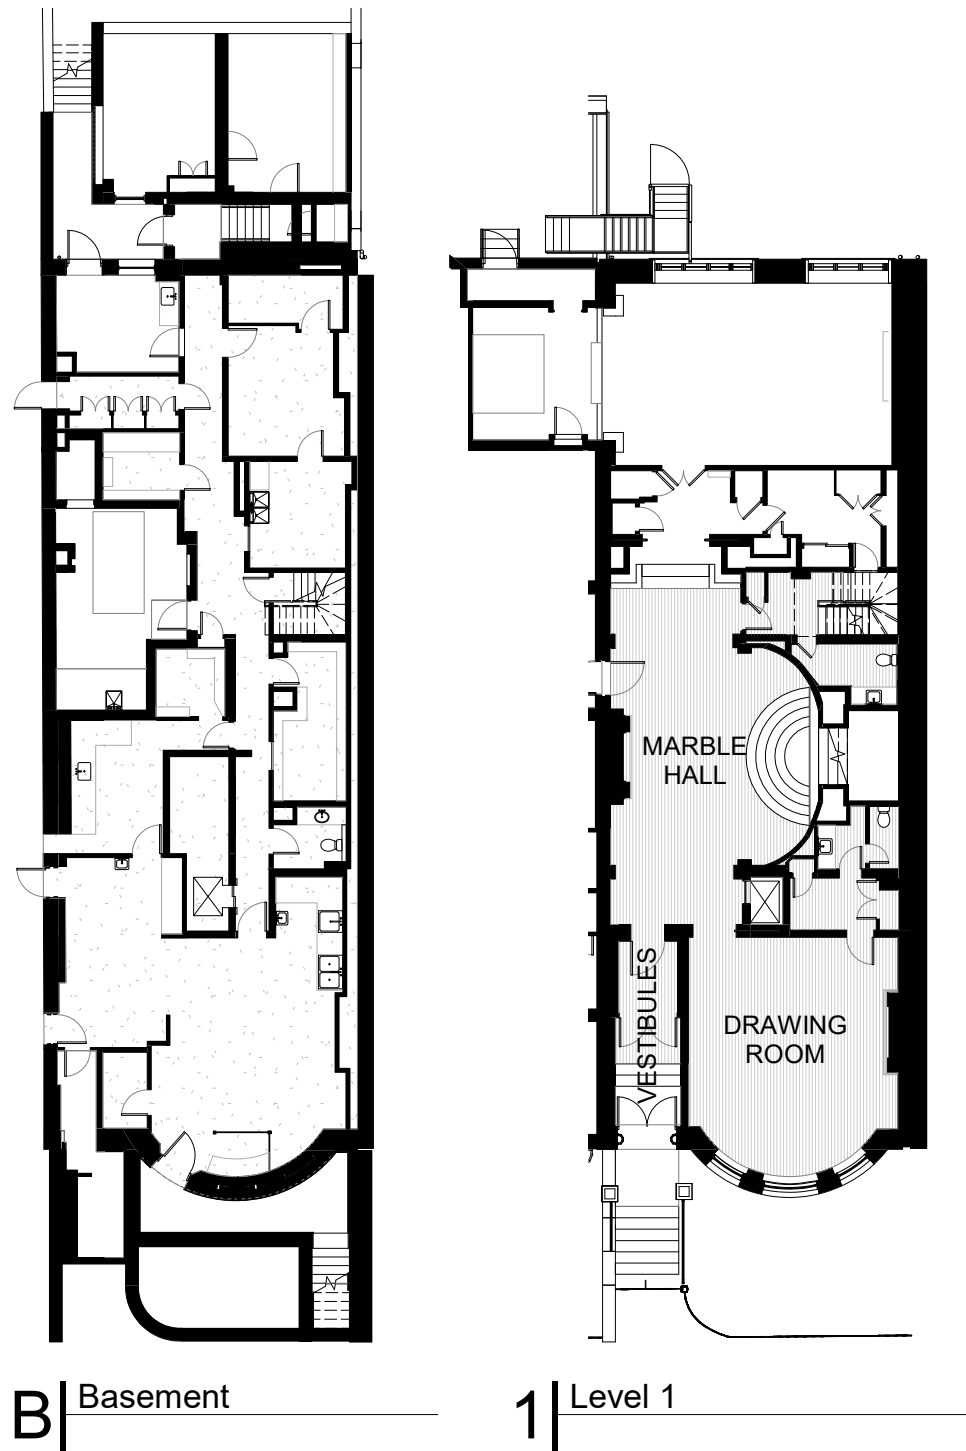 MARBLE
HALL
VESTIBULES
DRAWING
ROOM
B
Basement
1
Level 1